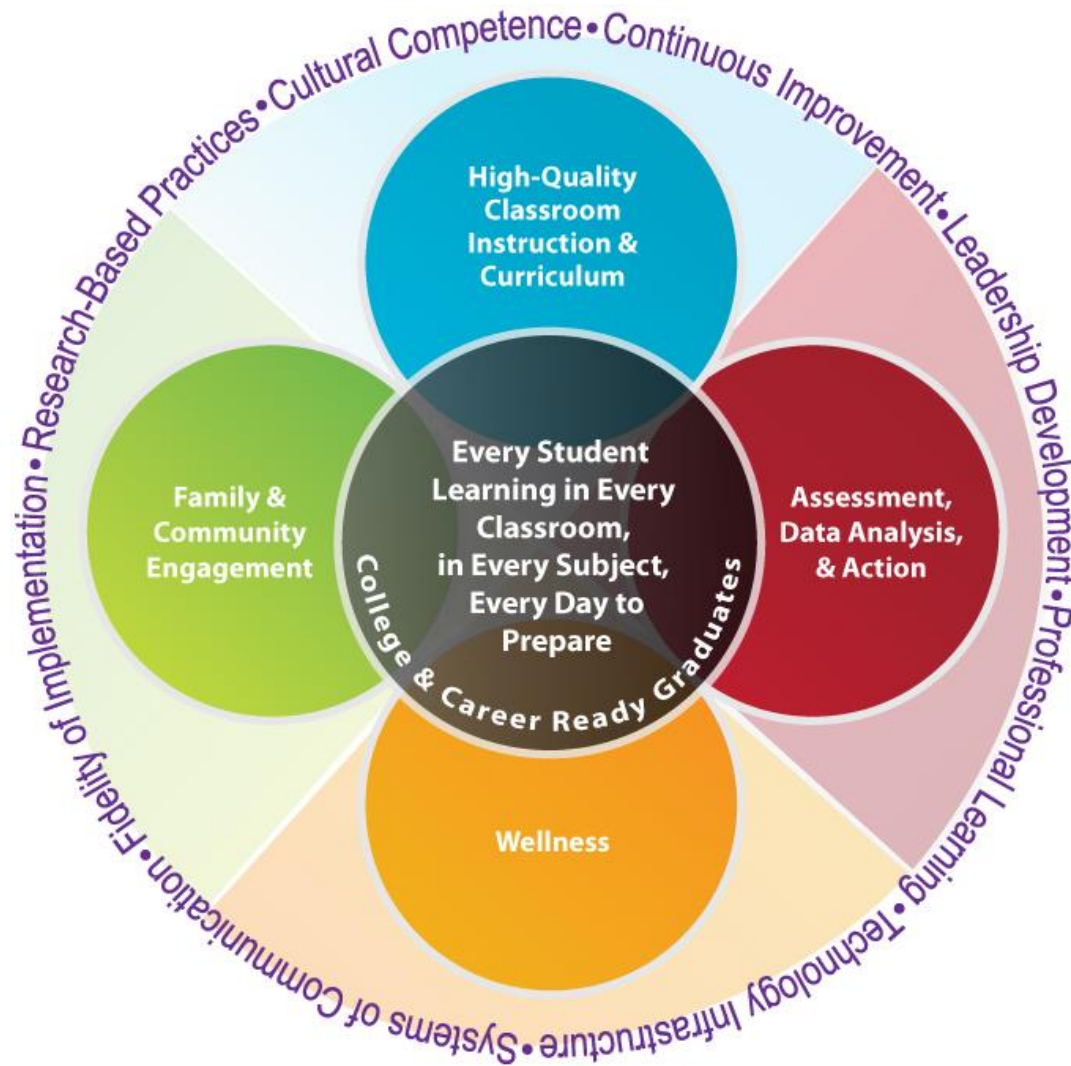 Fidelity of Implementation • Research-Based Practices • Cultural Competence • Continuous Improvement • Leadership Development • Professional Learning • Technology Infrastructure • Systems of Communication •
High-Quality
Classroom
Instruction &
Curriculum
Family &
Community
Engagement
Every Student
Learning in Every
Classroom,
in Every Subject,
Every Day to
Prepare
College & Career Ready Graduates
Assessment,
Data Analysis,
& Action
Wellness